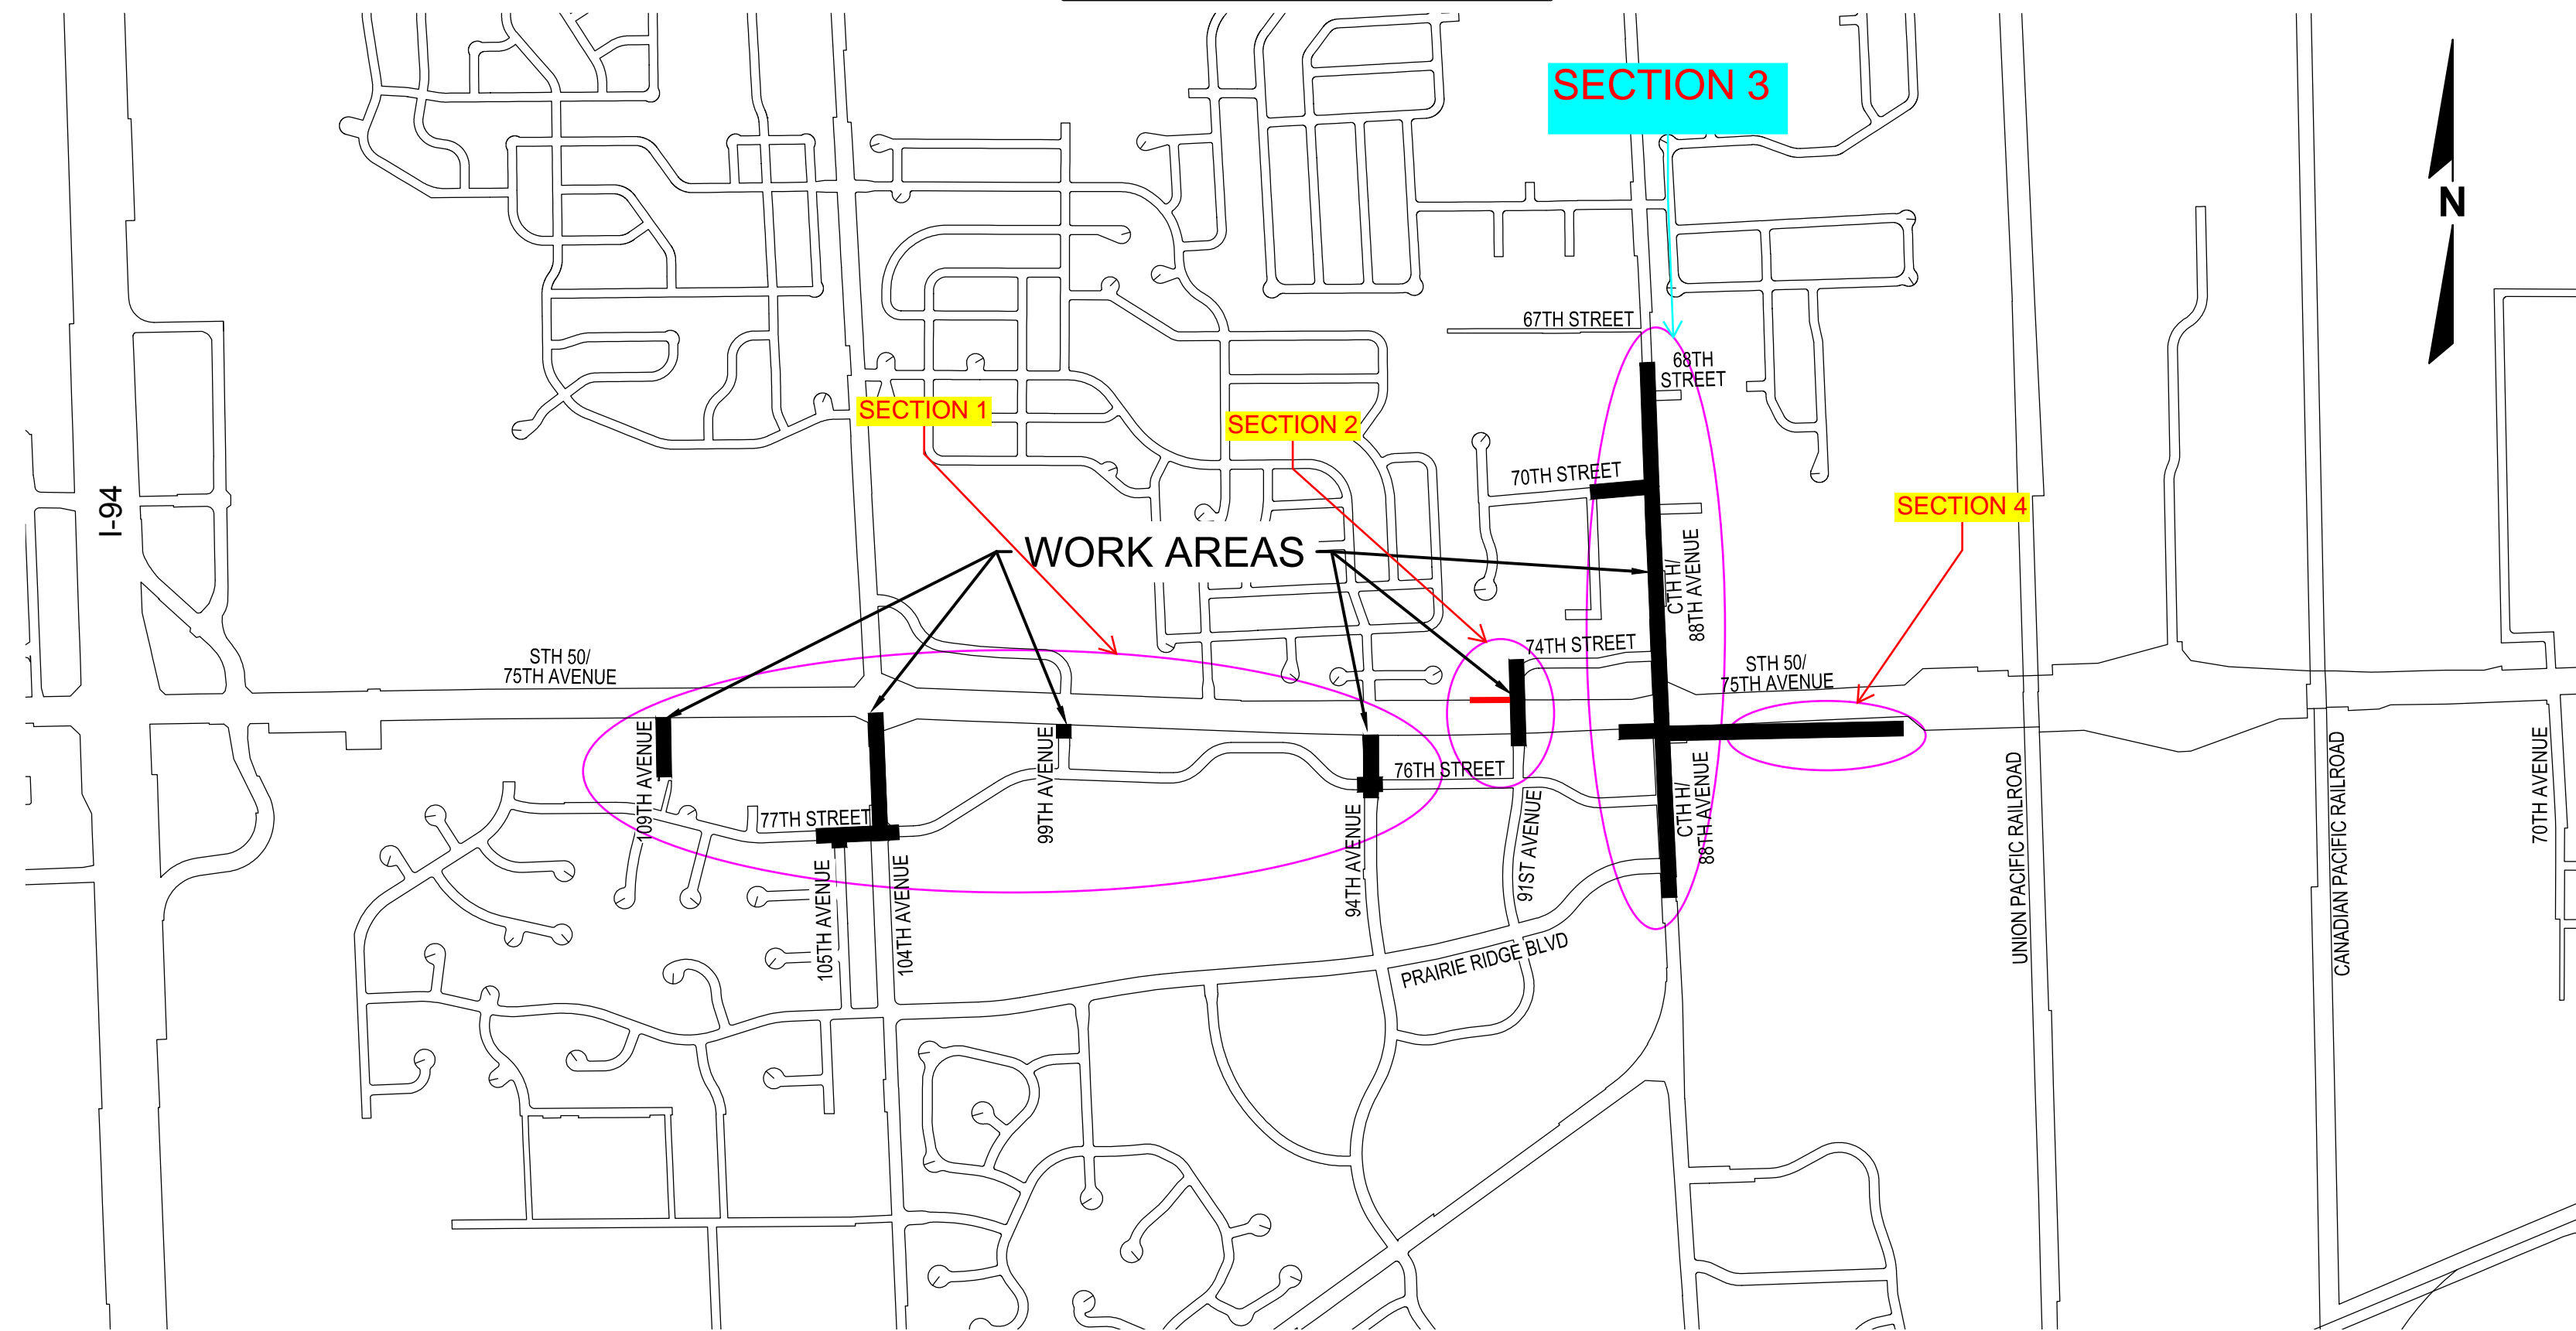 SECTION 3
N
67TH STREET
68TH
STREET
SECTION 1
SECTION 2
70TH STREET
SECTION 4
I-94
WORK AREAS
CTH H/
88TH AVENUE
74TH STREET
STH 50/
75TH AVENUE
STH 50/
75TH AVENUE
109TH AVENUE
99TH AVENUE
76TH STREET
77TH STREET
CTH H/
88TH AVENUE
UNION PACIFIC RAILROAD
CANADIAN PACIFIC RAILROAD
70TH AVENUE
105TH AVENUE
104TH AVENUE
94TH AVENUE
91ST AVENUE
PRAIRIE RIDGE BLVD